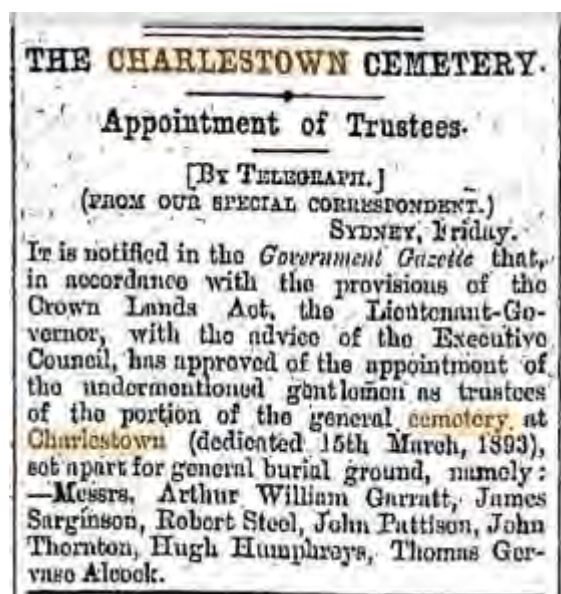 THE CHARLESTOWN CEMETERY.
Appointment of Trustees.
[BY TELEGRAPH.]
(FROM OUR SPECIAL CORRESPONDENT.)
SYDNEY, Friday.
It is notified in the Government Gazette that,
in accordance with the provisions of the
Crown Lands Act, the Lieutenant-Go-
vernor, with the advice of the Executive
Council, has approved of the appointment of
the undermentioned gentlemen as trustees
of the portion of the general cemetery at
Charlestown (dedicated 15th March, 1893),
set apart for general burial ground, namely:
—Messrs. Arthur William Garratt, James
Sarginson, Robert Steel, John Pattison, John
Thornton, Hugh Humphreys, Thomas Ger-
vase Alcock.